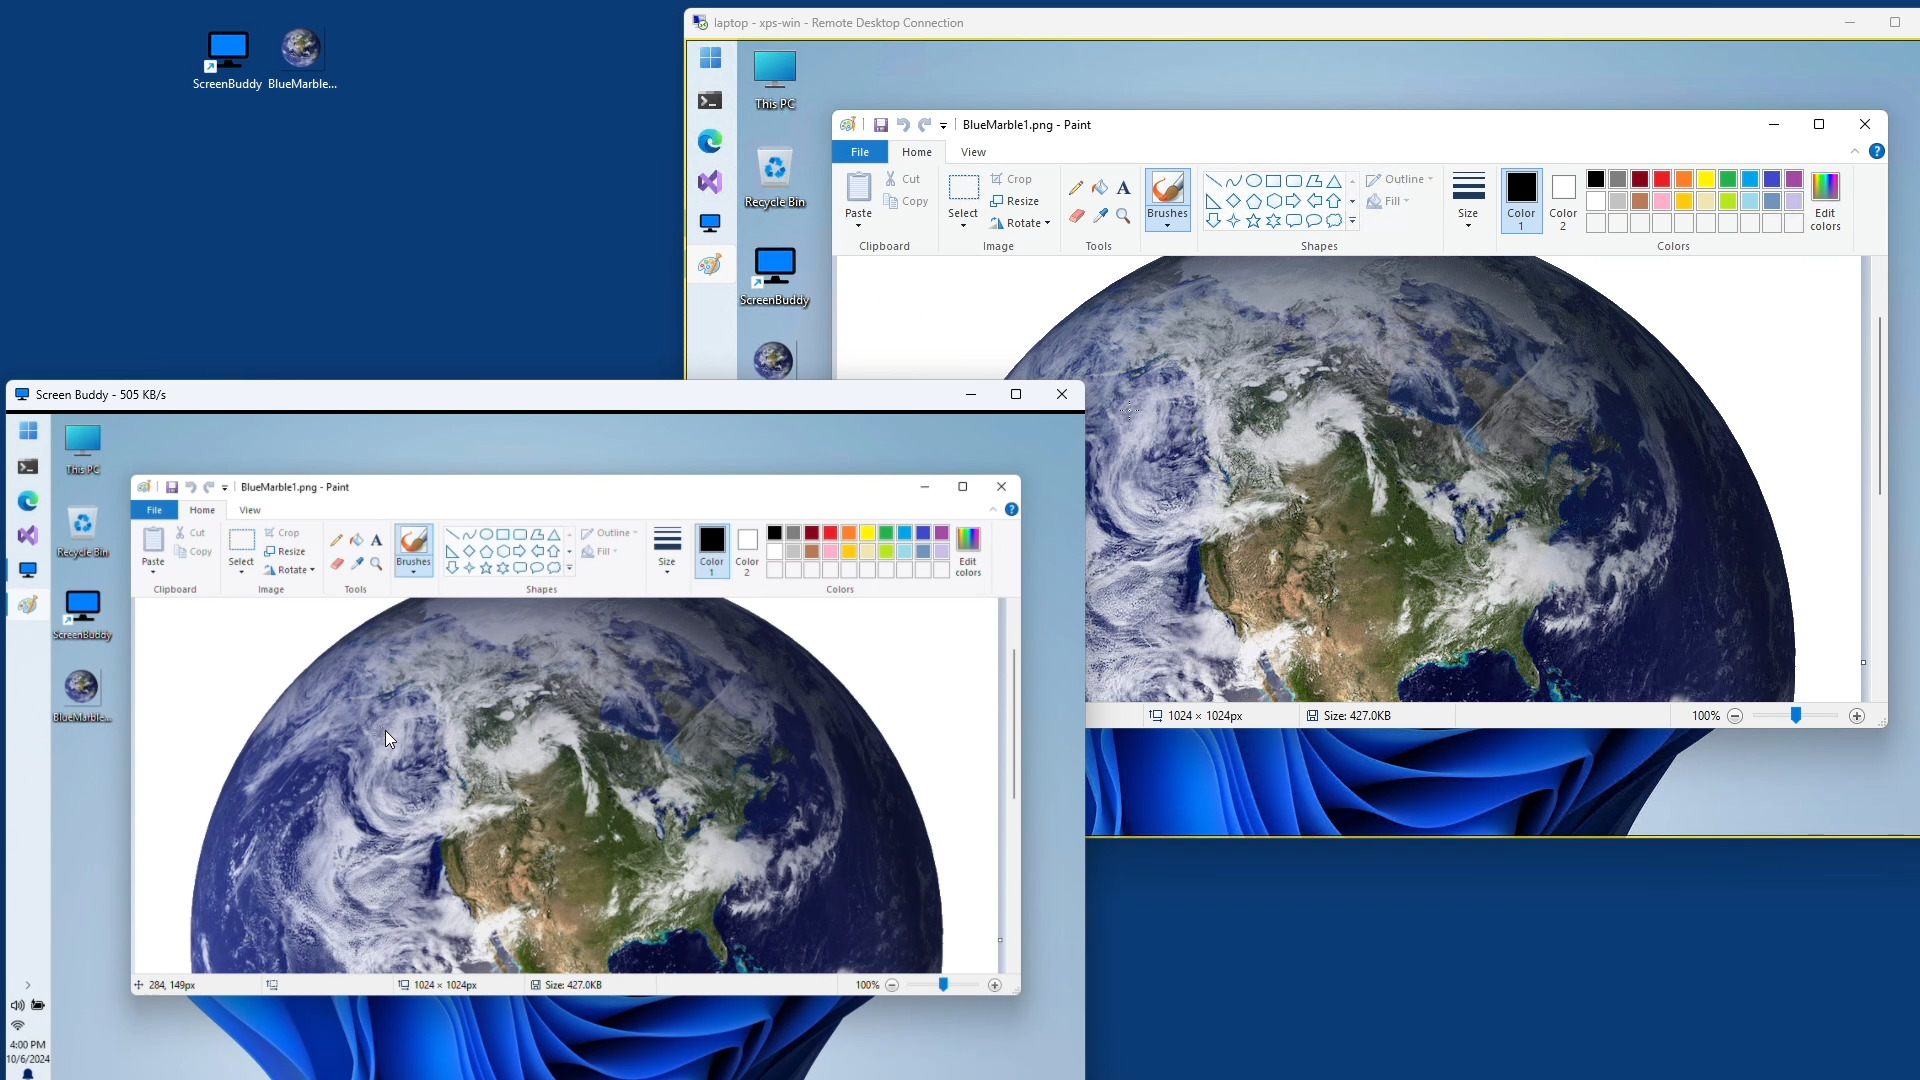 ScreenBuddy BlueMarble...
laptop - xps-win - Remote Desktop Connection
This PC
Recycle Bin
ScreenBuddy
BlueMarble1.png - Paint
File Home View
Paste
Cut
Copy
Clipboard
Select
Crop
Resize
Rotate
Image
A
Tools
Brushes
Shapes
Outline
Fill
Size
Color
1
Color
2
Edit
colors
Colors
1024 × 1024px
Size: 427.0KB
100%
Screen Buddy - 505 KB/s
This PC
Recycle Bin
ScreenBuddy
BlueMarble...
BlueMarble1.png - Paint
File Home View
Paste
Cut
Copy
Clipboard
Select
Crop
Resize
Rotate
Image
A
Tools
Brushes
Shapes
Outline
Fill
Size
Color
1
Color
2
Edit
colors
Colors
284, 149px
1024 × 1024px
Size: 427.0KB
100%
4:00 PM
10/6/2024